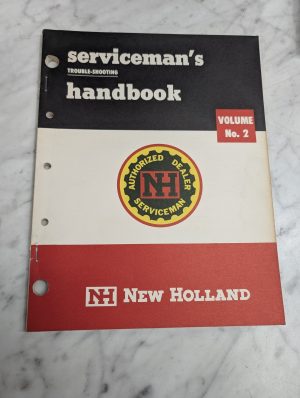 serviceman's
TROUBLE-SHOOTING
handbook
VOLUME
No. 2
AUTHORIZED DEALER
NH
SERVICEMAN
NH NEW HOLLAND